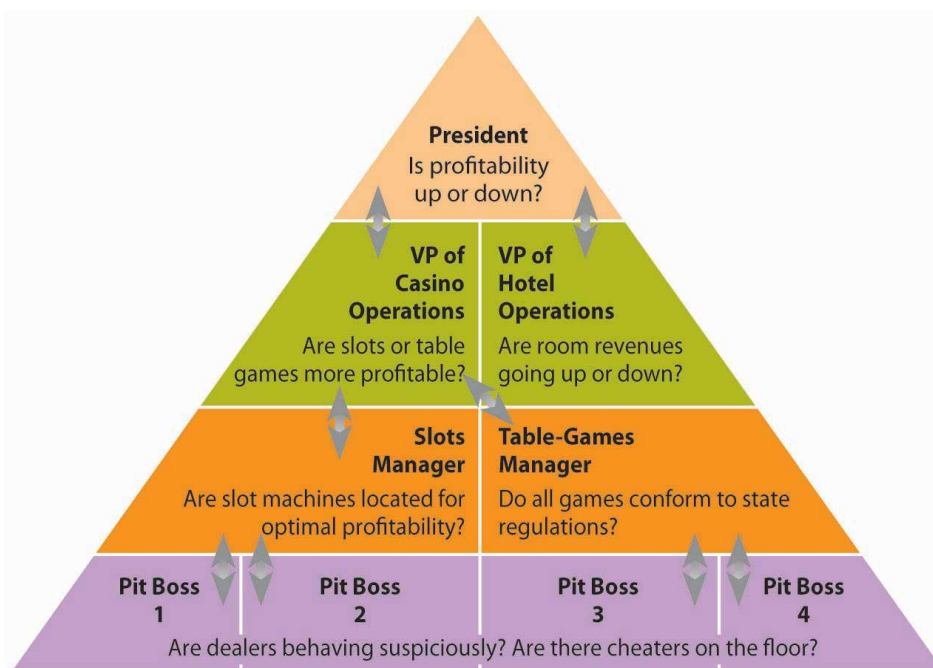 President
Is profitability
up or down?
VP of
Casino
Operations
Are slots or table
games more profitable?
VP of
Hotel
Operations
Are room revenues
going up or down?
Slots
Manager
Are slot machines located for
optimal profitability?
Table-Games
Manager
Do all games conform to state
regulations?
Pit Boss
1
Pit Boss
2
Pit Boss
3
Pit Boss
4
Are dealers behaving suspiciously? Are there cheaters on the floor?